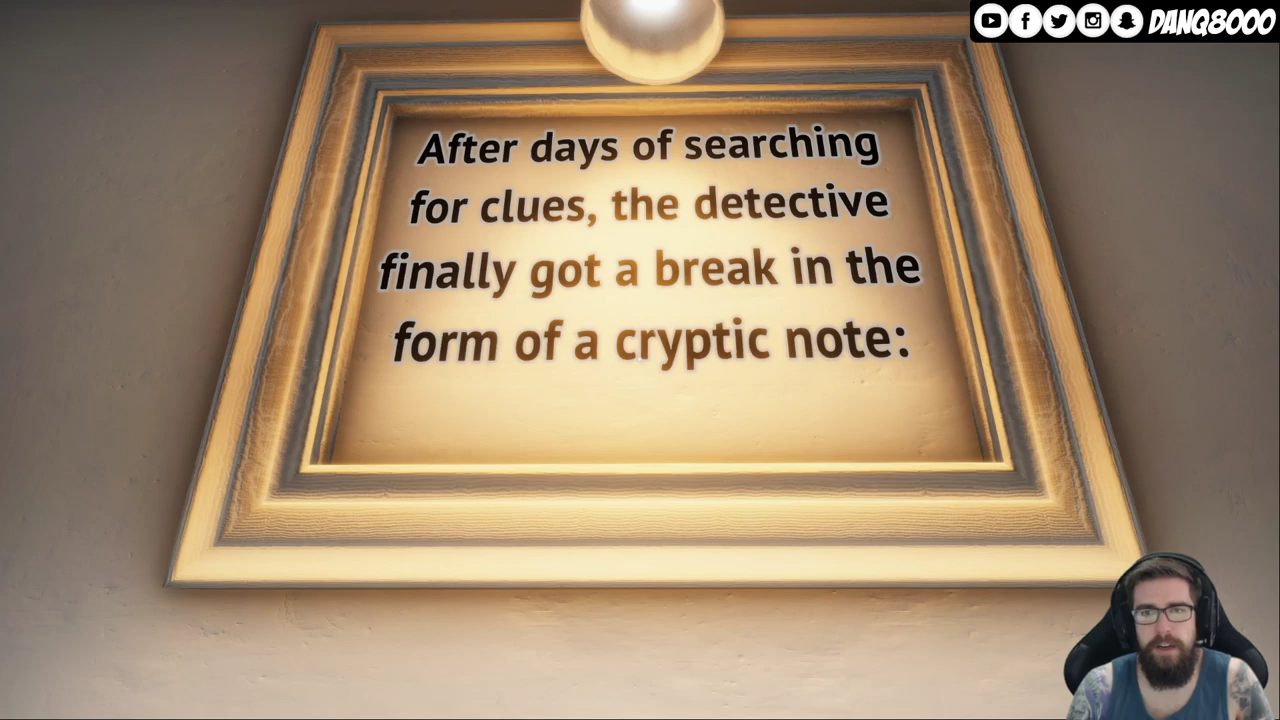 DANQ8000
After days of searching
for clues, the detective
finally got a break in the
form of a cryptic note: